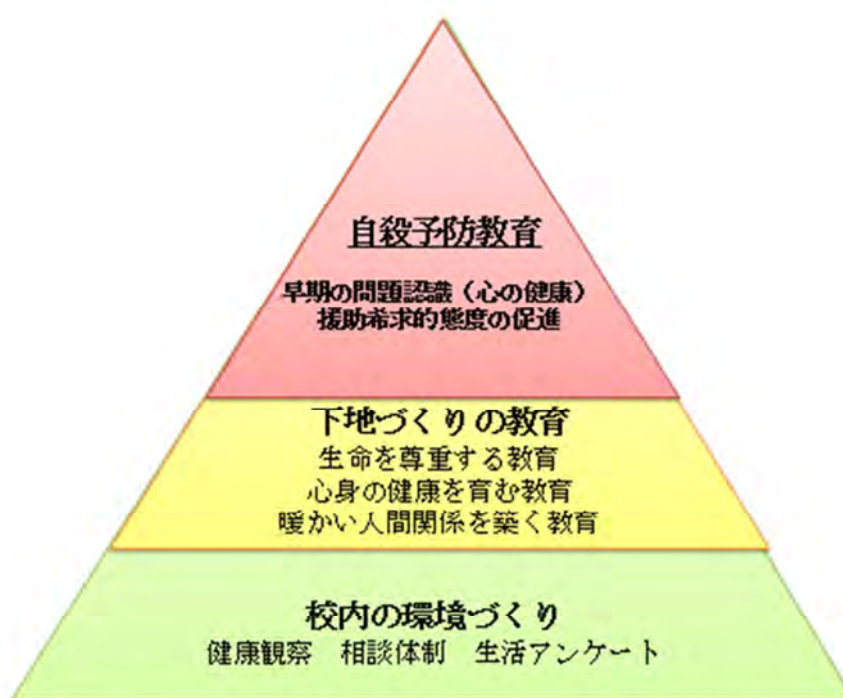 自殺予防教育
早期の問題認識（心の健康）
援助希求的態度の促進
下地づくりの教育
生命を尊重する教育
心身の健康を育む教育
暖かい人間関係を築く教育
校内の環境づくり
健康観察　相談体制　生活アンケート